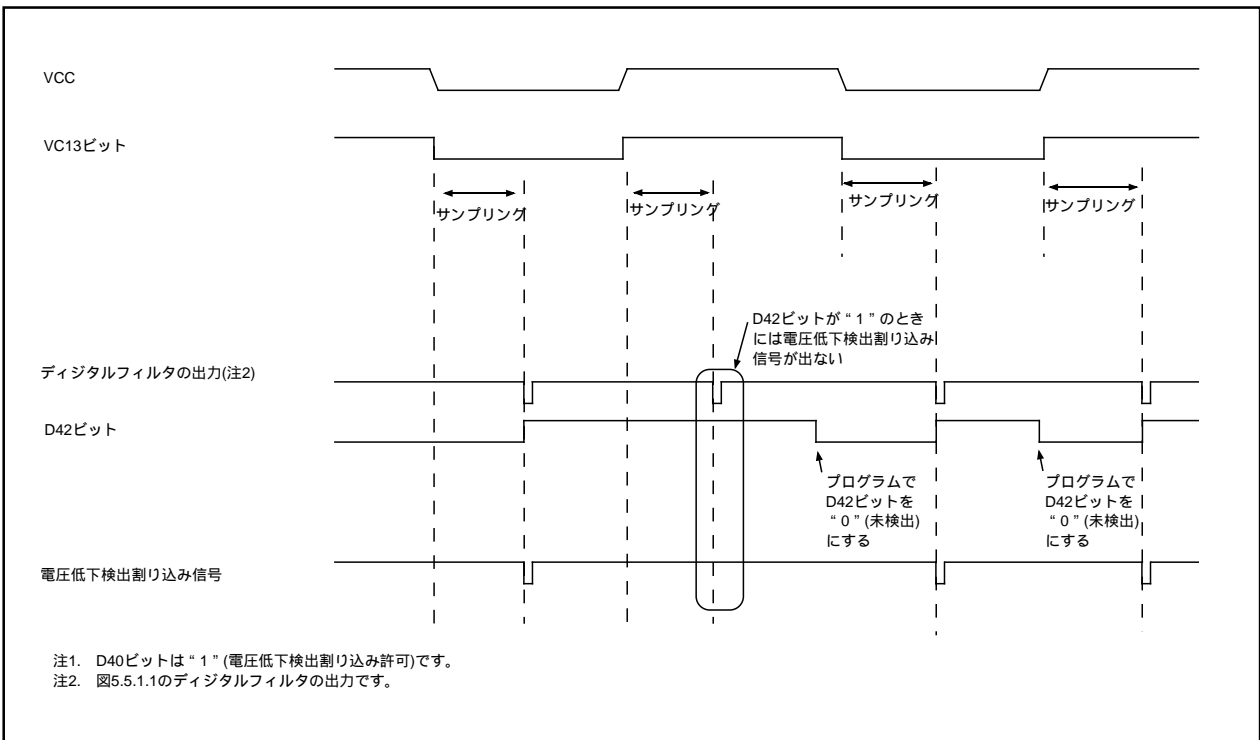 VCC
VC13ビット
サンプリング
サンプリング
サンプリング
サンプリング
D42ビットが“1”のとき
には電圧低下検出割り込み
信号が出ない
ディジタルフィルタの出力(注2)
D42ビット
プログラムで
D42ビットを
“0”(未検出)
にする
プログラムで
D42ビットを
“0”(未検出)
にする
電圧低下検出割り込み信号
注1. D40ビットは“1”(電圧低下検出割り込み許可)です。
注2. 図5.5.1.1のディジタルフィルタの出力です。